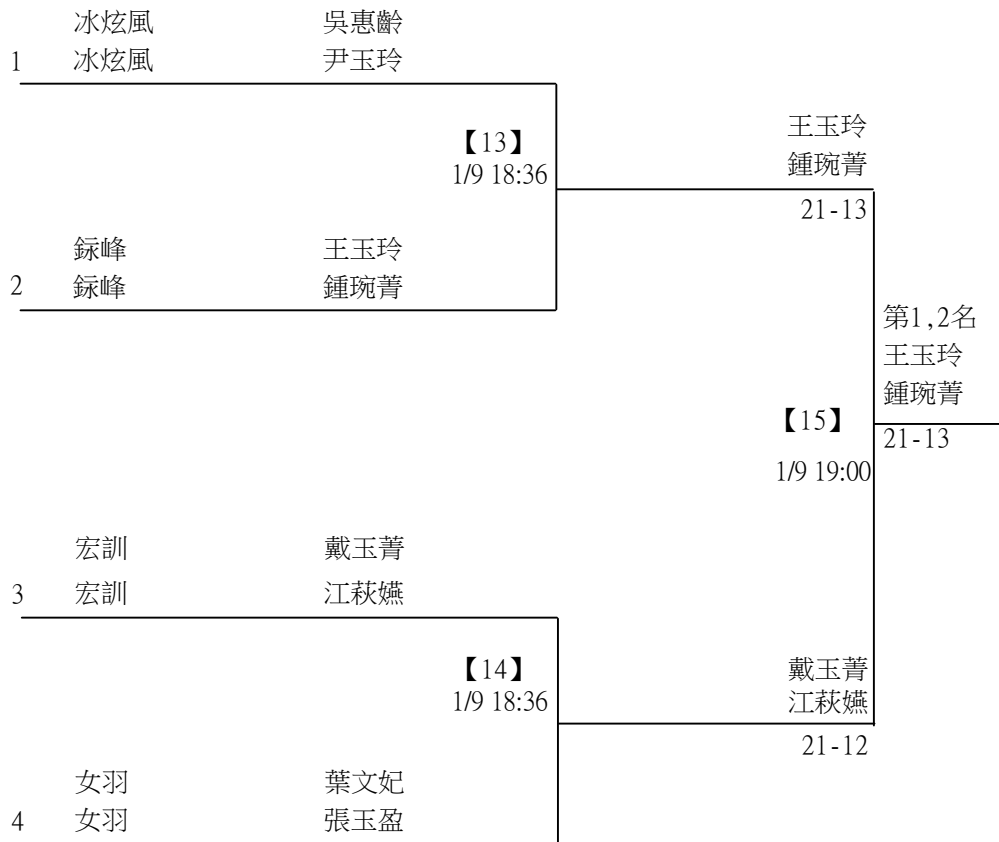 冰炫風 吳惠齡
1 冰炫風 尹玉玲
【13】
1/9 18:36
王玉玲
鍾琬菁
21-13
銢峰 王玉玲
2 銢峰 鍾琬菁
第1,2名
王玉玲
鍾琬菁
【15】
21-13
1/9 19:00
宏訓 戴玉菁
3 宏訓 江萩嬿
【14】
1/9 18:36
戴玉菁
江萩嬿
21-12
女羽 葉文妃
4 女羽 張玉盈